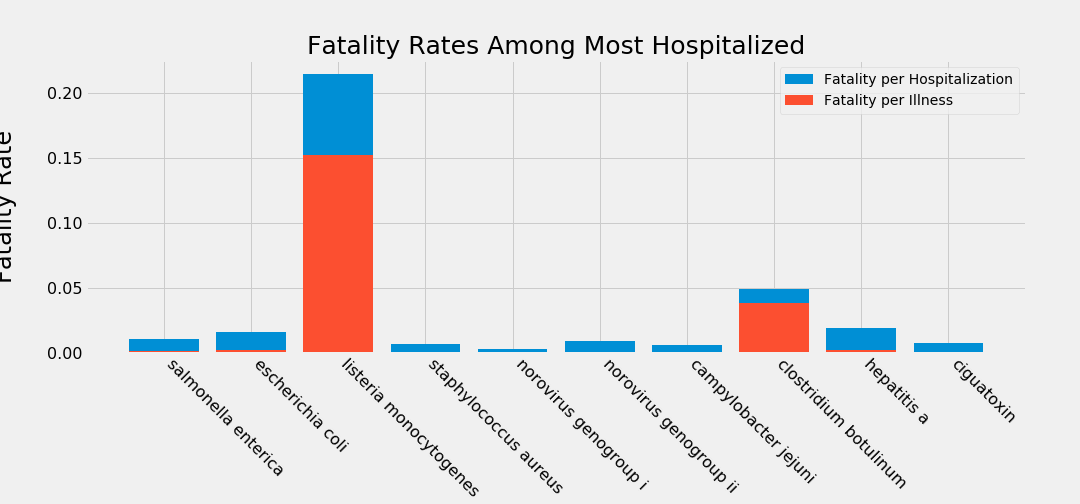 Fatality Rates Among Most Hospitalized
Fatality per Hospitalization
Fatality per Illness
Fatality Rate
0.20
0.15
0.10
0.05
0.00
salmonella enterica
escherichia coli
listeria monocytogenes
staphylococcus aureus
norovirus genogroup i
norovirus genogroup ii
campylobacter jejuni
clostridium botulinum
hepatitis a
ciguatoxin